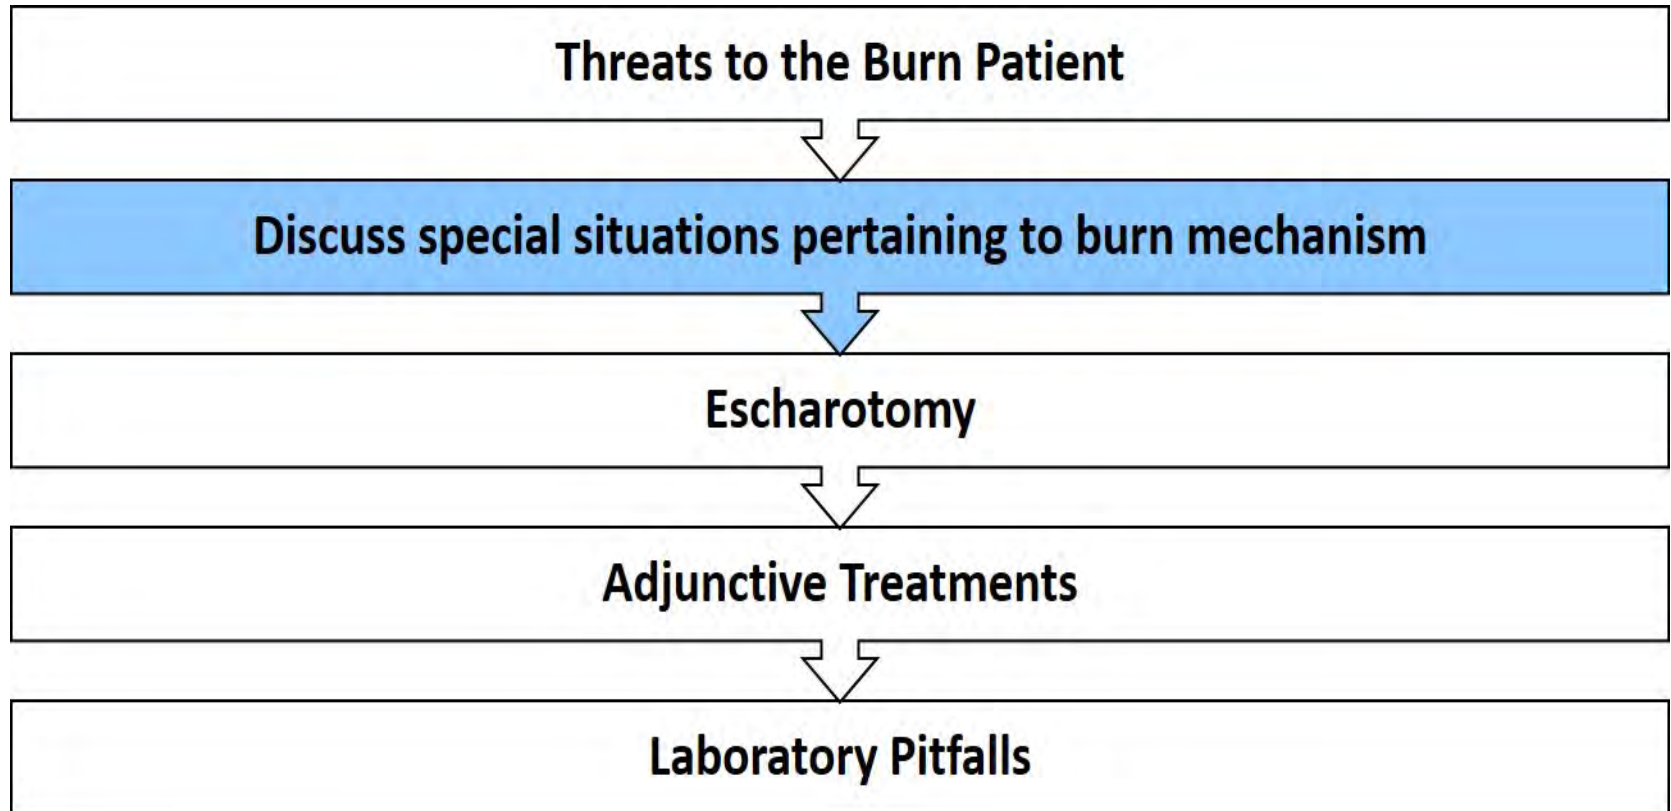 Threats to the Burn Patient
Discuss special situations pertaining to burn mechanism
Escharotomy
Adjunctive Treatments
Laboratory Pitfalls